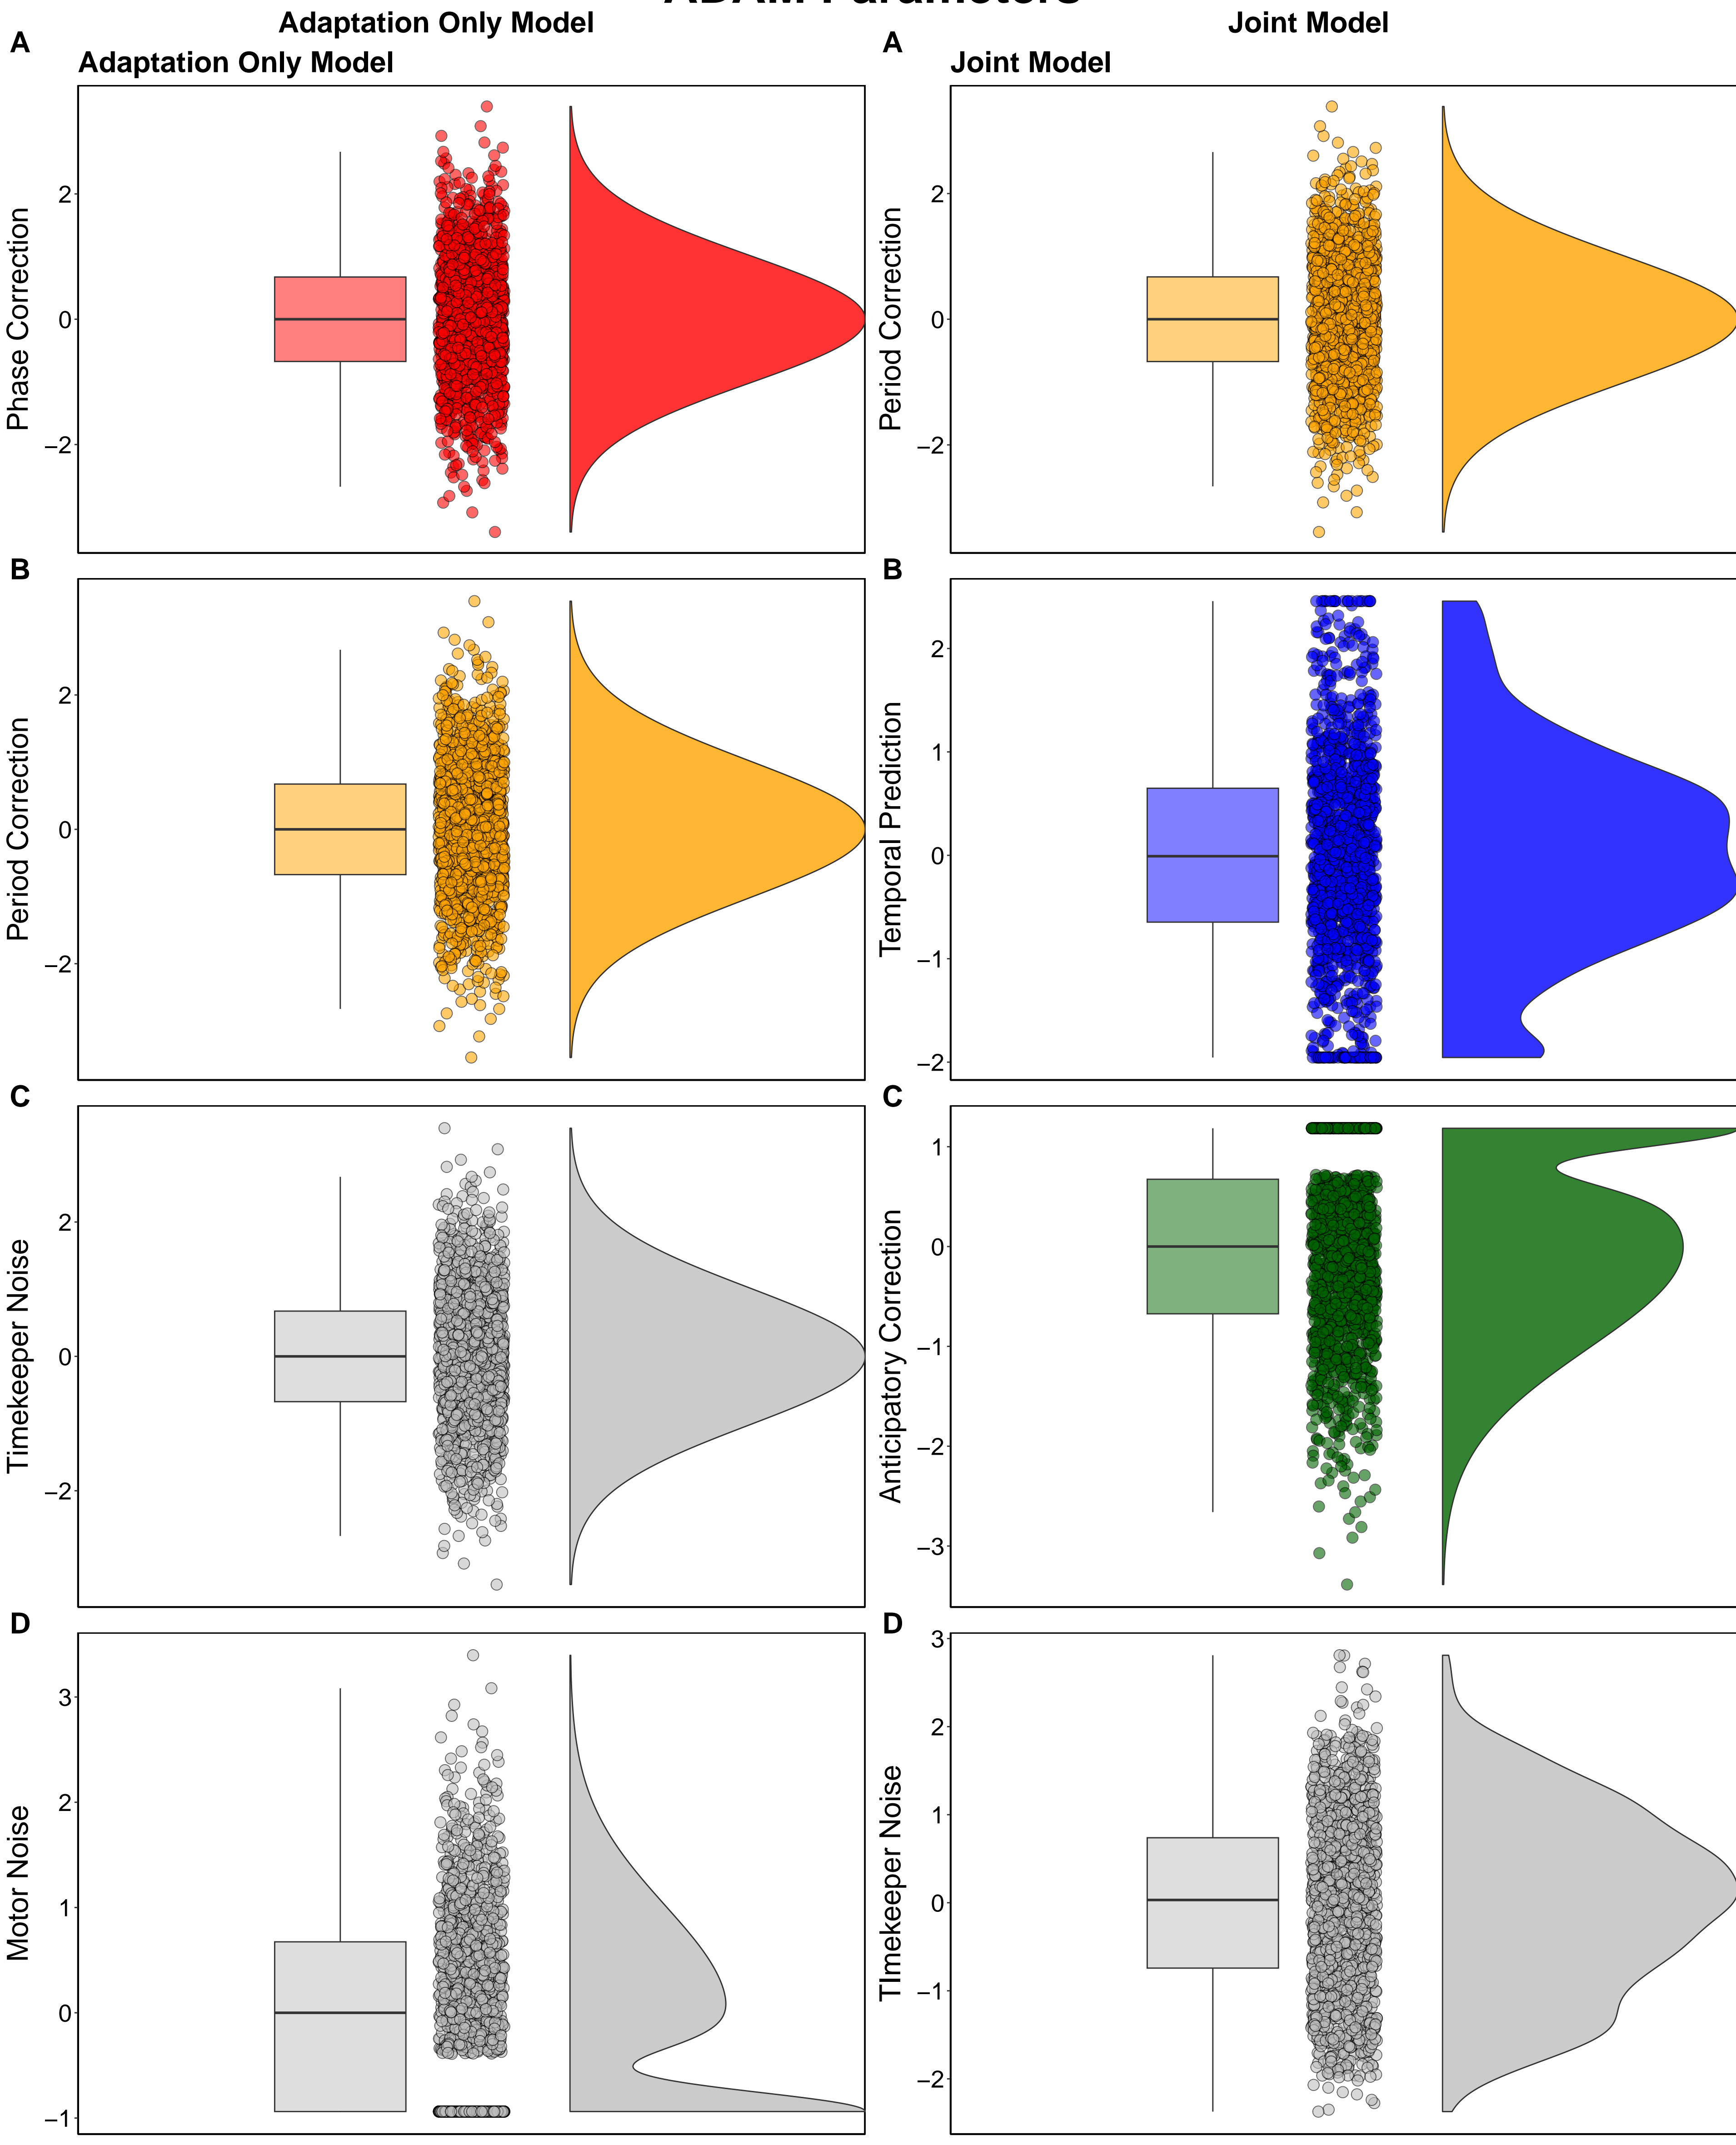 ADAM Parameters
Adaptation Only Model
Joint Model
A
Adaptation Only Model
Phase Correction
2
0
−2
B
Period Correction
2
0
−2
C
Timekeeper Noise
2
0
−2
D
Motor Noise
3
2
1
0
−1
A
Joint Model
Period Correction
2
0
−2
B
Temporal Prediction
2
1
0
−1
−2
C
Anticipatory Correction
1
0
−1
−2
−3
D
TImekeeper Noise
3
2
1
0
−1
−2